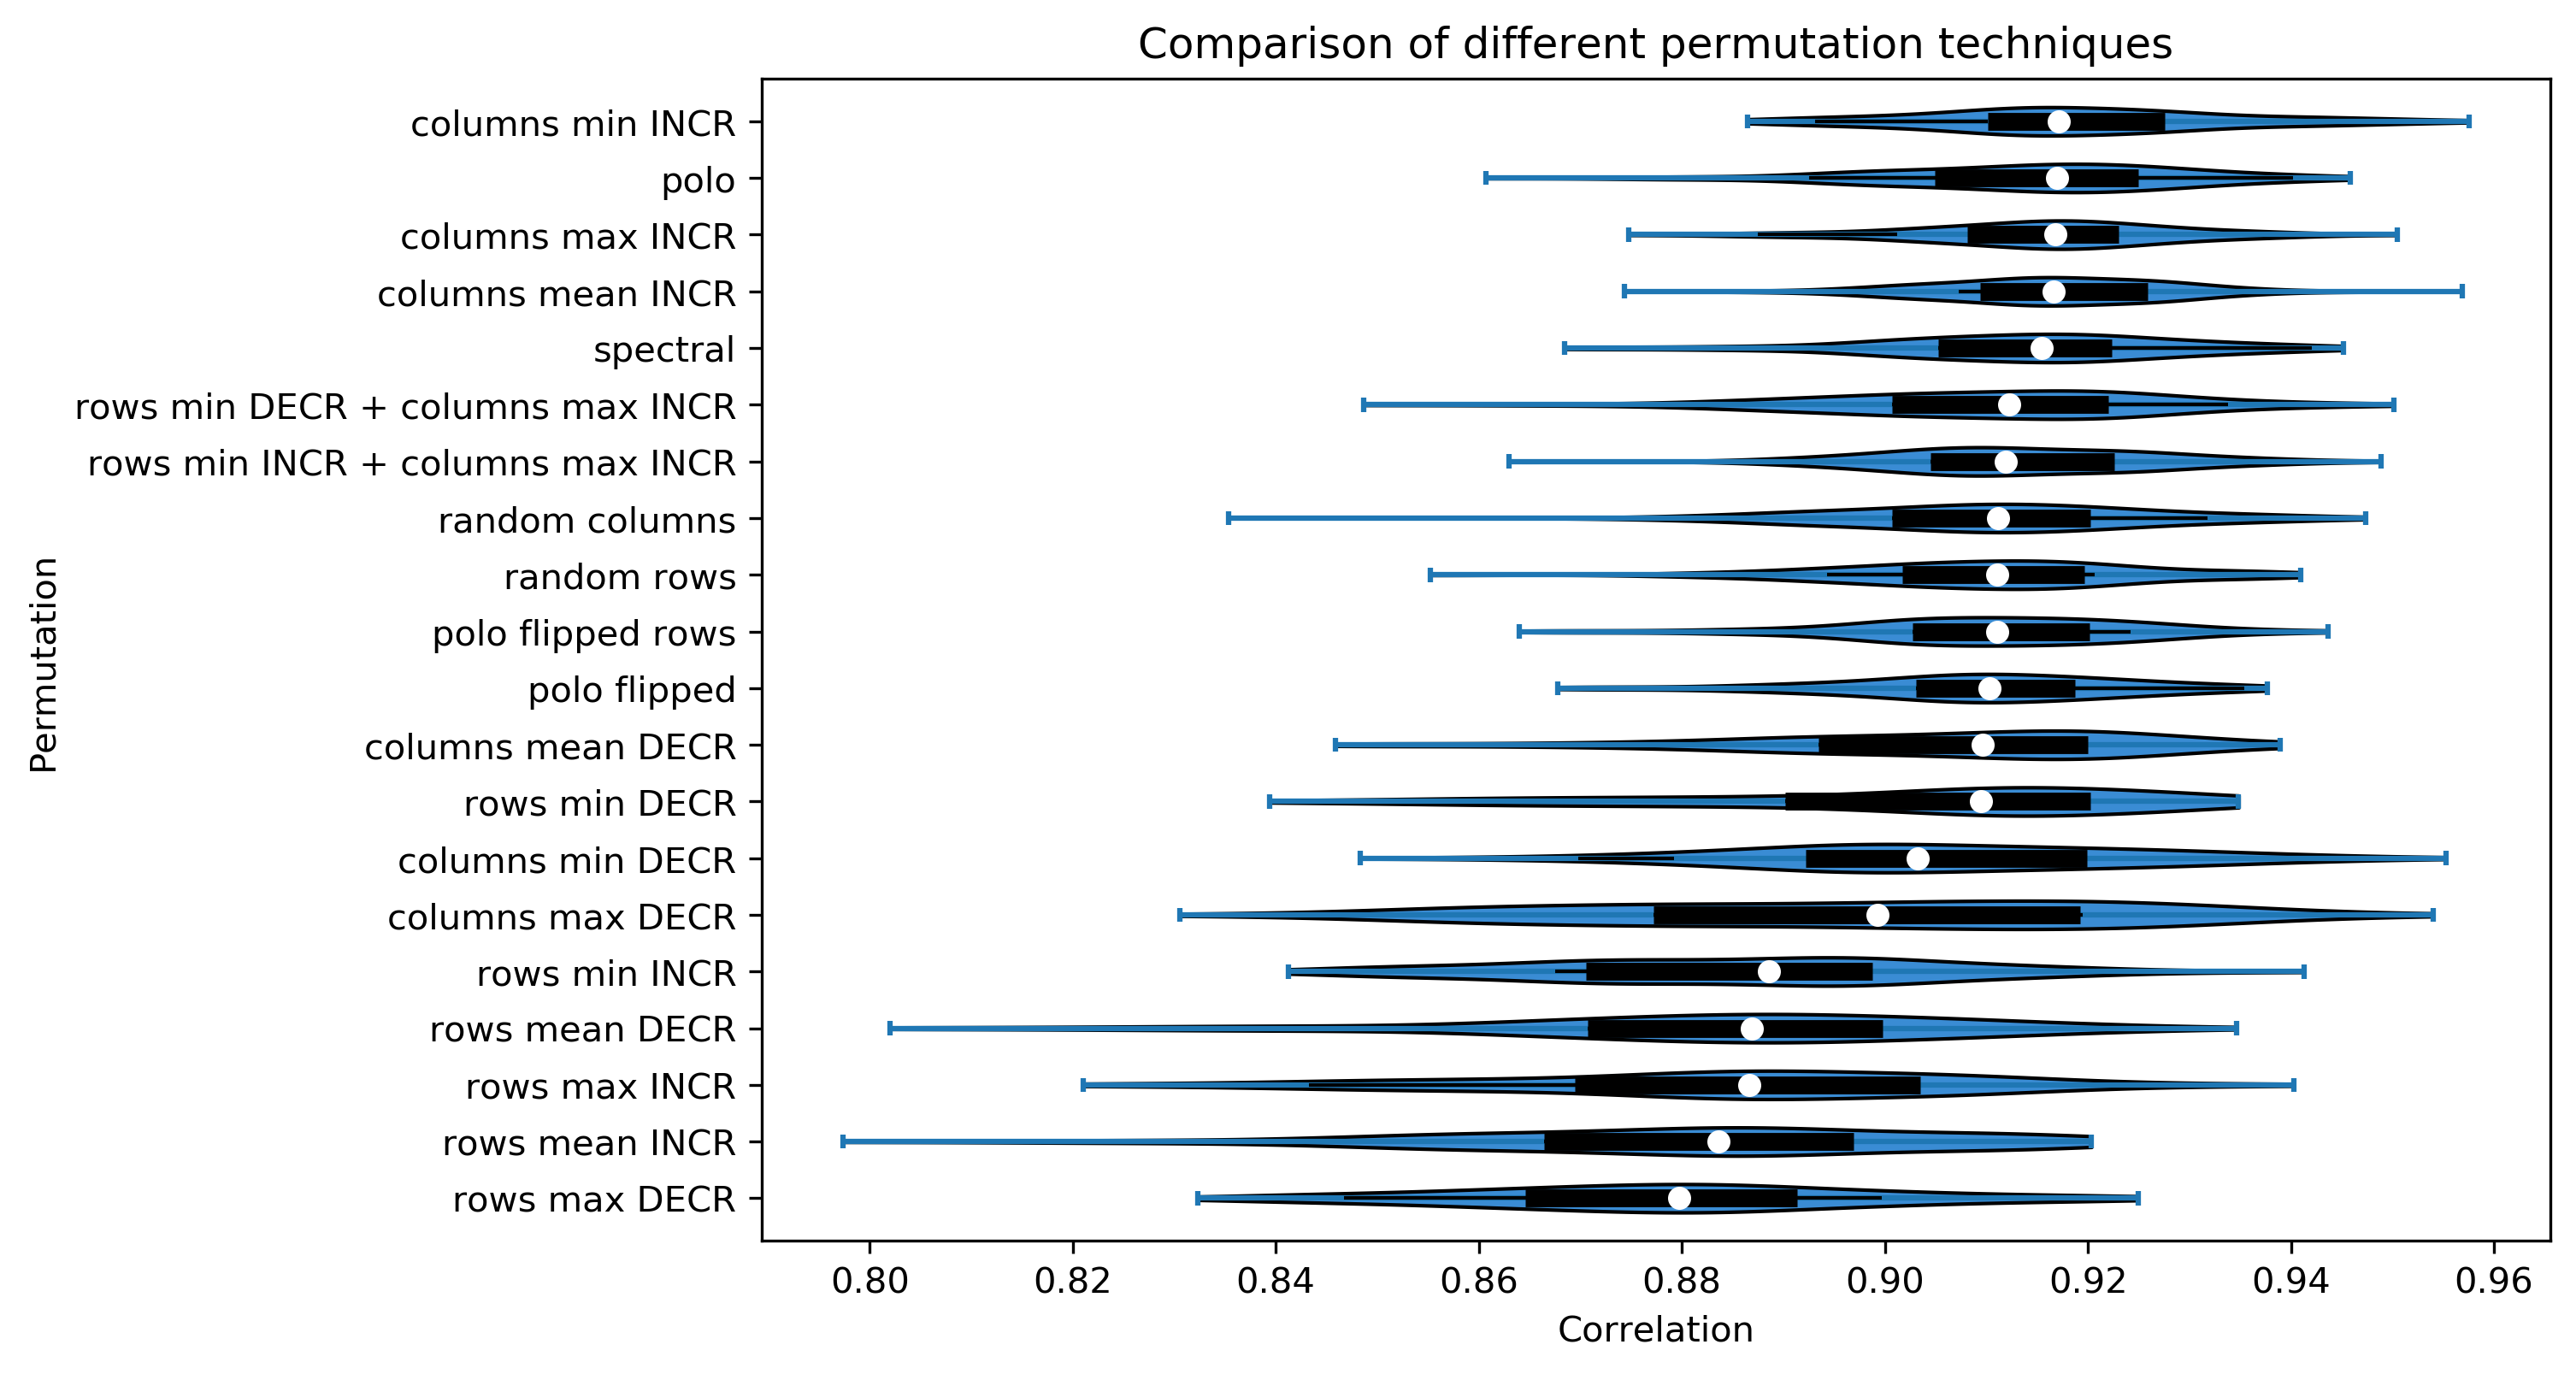 Comparison of different permutation techniques
columns min INCR
polo
columns max INCR
columns mean INCR
spectral
rows min DECR + columns max INCR
rows min INCR + columns max INCR
random columns
random rows
polo flipped rows
polo flipped
columns mean DECR
rows min DECR
columns min DECR
columns max DECR
rows min INCR
rows mean DECR
rows max INCR
rows mean INCR
rows max DECR
Permutation
0.80 0.82 0.84 0.86 0.88 0.90 0.92 0.94 0.96
Correlation